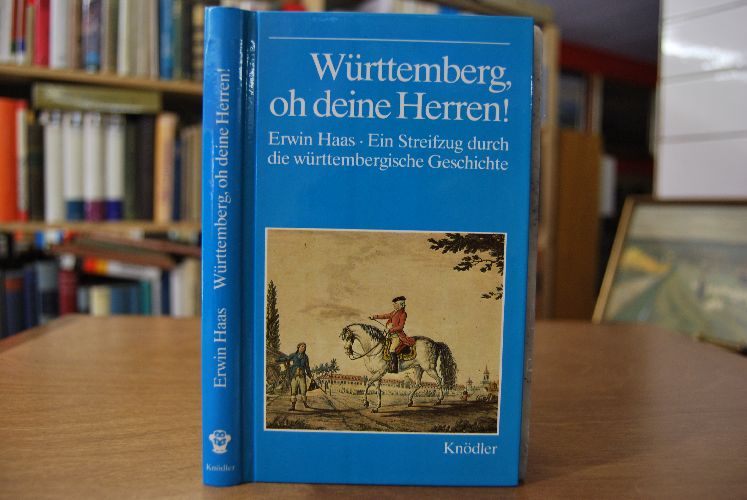 Württemberg,
oh deine Herren!
Erwin Haas · Ein Streifzug durch
die württembergische Geschichte
Knödler
Erwin Haas Württemberg, oh deine Herren!
Knödler